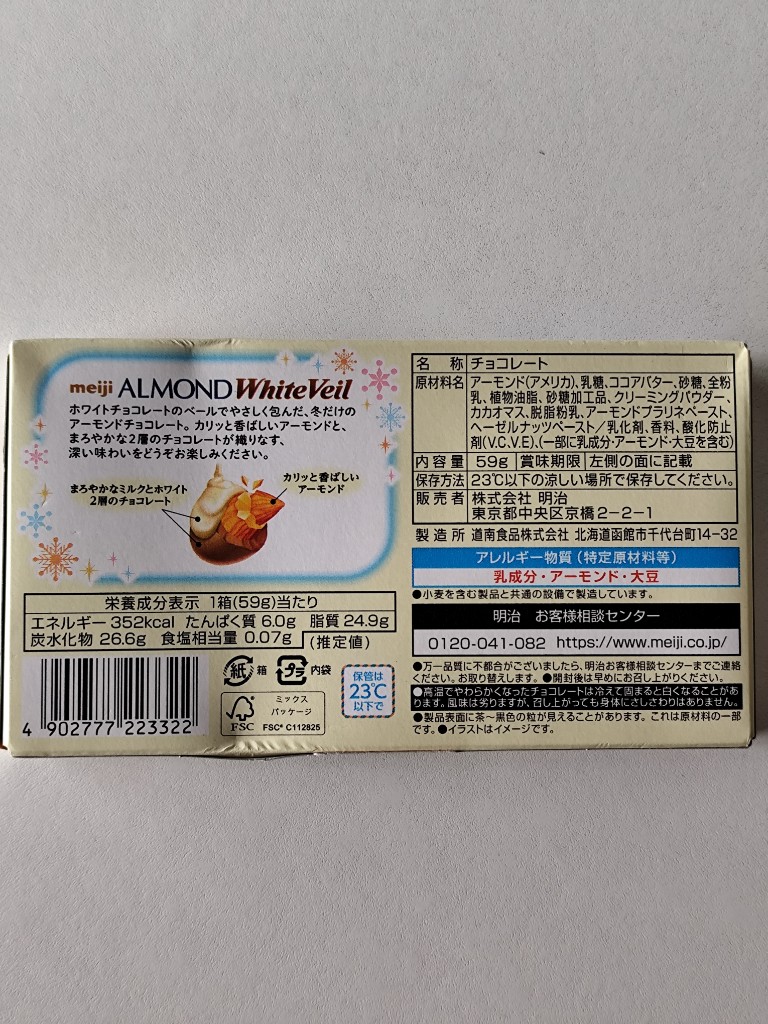 meiji ALMOND WhiteVeil
ホワイトチョコレートのベールでやさしく包んだ、冬だけの
アーモンドチョコレート。カリッと香ばしいアーモンドと、
まろやかな2層のチョコレートが織りなす、
深い味わいをどうぞお楽しみください。
まろやかなミルクとホワイト
2層のチョコレート
カリッと香ばしい
アーモンド
栄養成分表示 1箱(59g)当たり
エネルギー 352kcal たんぱく質 6.0g 脂質 24.9g
炭水化物 26.6g 食塩相当量 0.07g (推定値)
4 902777 223322
紙 箱
プラ 内袋
FSC
ミックス
パッケージ
FSC® C112825
保管は
23℃
以下で
名称 チョコレート
原材料名 アーモンド(アメリカ)、乳糖、ココアバター、砂糖、全粉
乳、植物油脂、砂糖加工品、クリーミングパウダー、
カカオマス、脱脂粉乳、アーモンドプラリネペースト、
ヘーゼルナッツペースト/乳化剤、香料、酸化防止
剤(V.C、V.E)、(一部に乳成分・アーモンド・大豆を含む)
内容量 59g 賞味期限 左側の面に記載
保存方法 23℃以下の涼しい場所で保存してください。
販売者 株式会社 明治
東京都中央区京橋2-2-1
製造所 道南食品株式会社 北海道函館市千代台町14-32
アレルギー物質(特定原材料等)
乳成分・アーモンド・大豆
●小麦を含む製品と共通の設備で製造しています。
明治 お客様相談センター
0120-041-082 https://www.meiji.co.jp/
●万一品質に不都合がございましたら、明治お客様相談センターまでご連絡
ください。お取り替えします。●開封後は早めにお召し上がりください。
●高温でやわらかくなったチョコレートは冷えて固まると白くなることがあ
ります。風味は劣りますが、召し上がっても身体にさしさわりはありません。
●製品表面に茶〜黒色の粒が見えることがあります。これは原材料の一部
です。●イラストはイメージです。